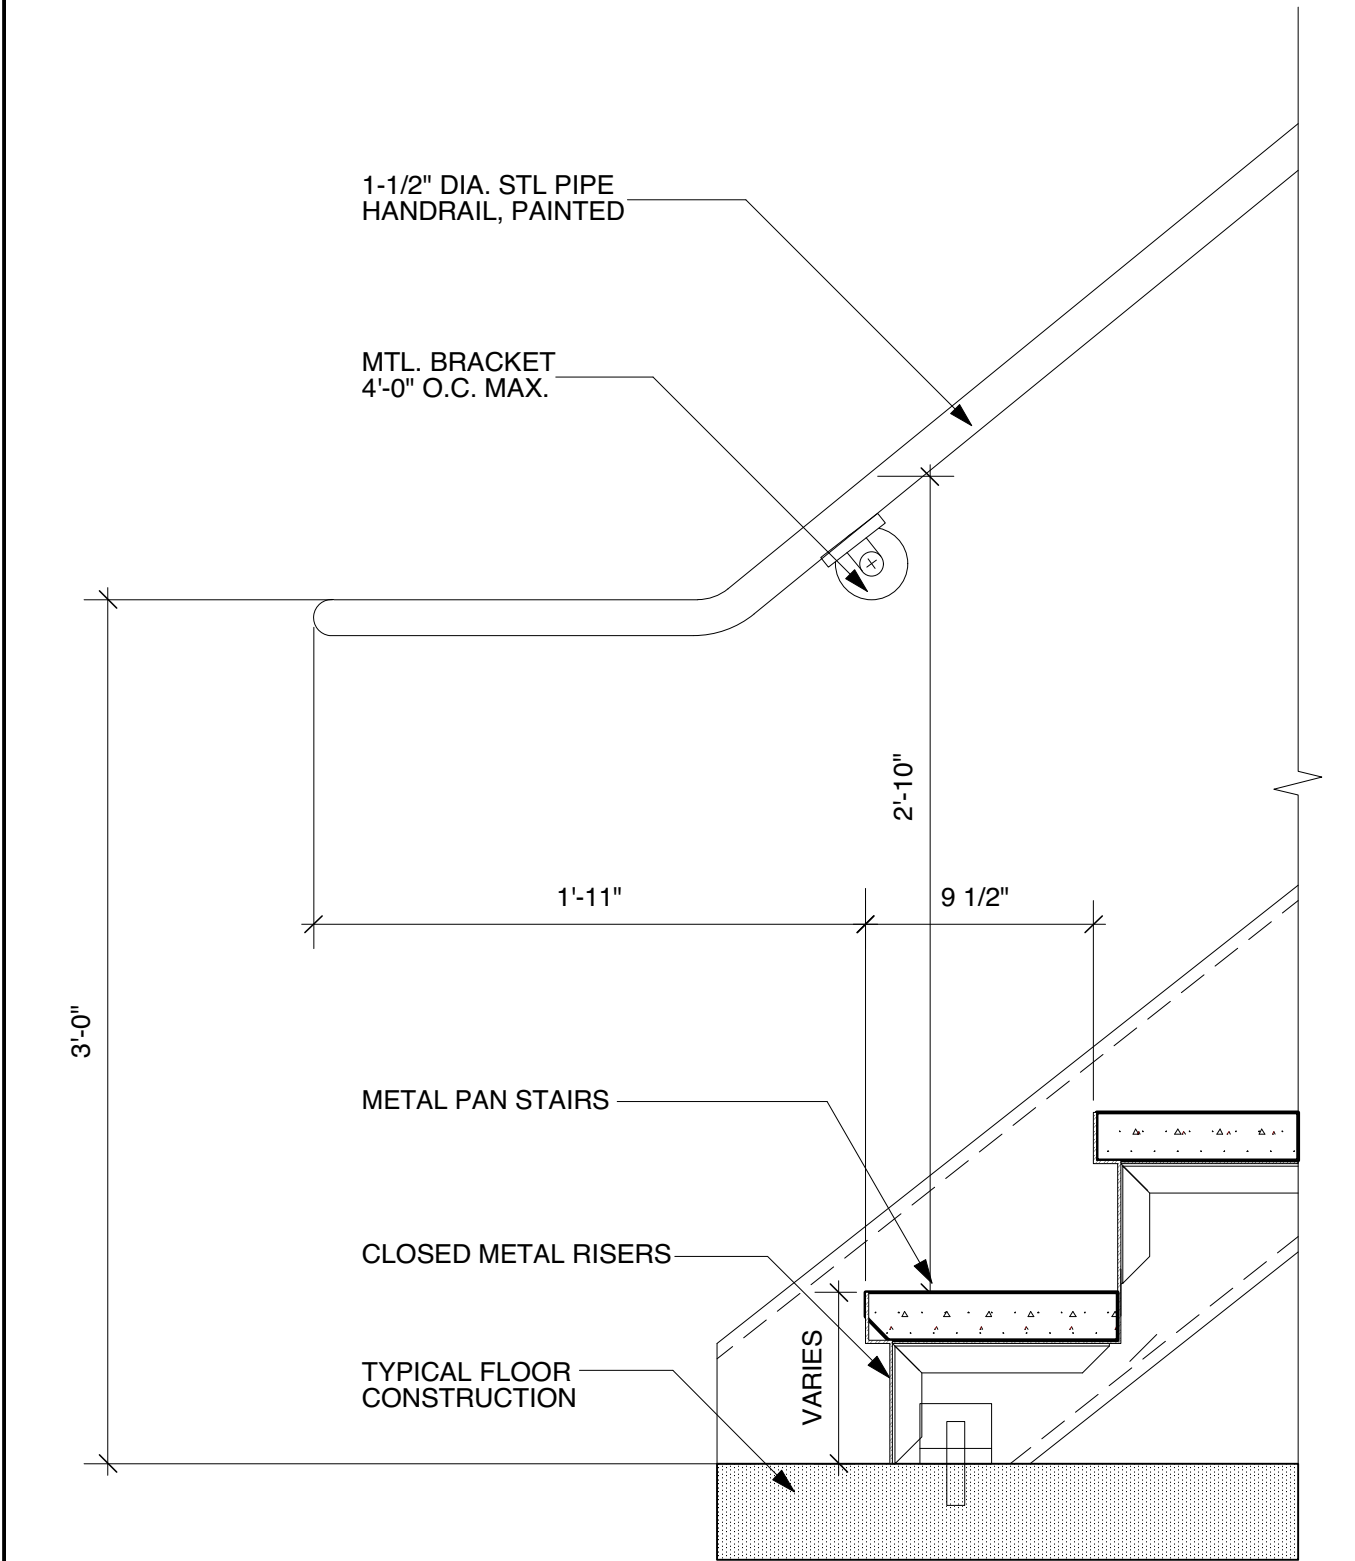 1-1/2" DIA. STL PIPE
HANDRAIL, PAINTED
MTL. BRACKET
4'-0" O.C. MAX.
2'-10"
1'-11"
9 1/2"
3'-0"
METAL PAN STAIRS
CLOSED METAL RISERS
VARIES
TYPICAL FLOOR
CONSTRUCTION